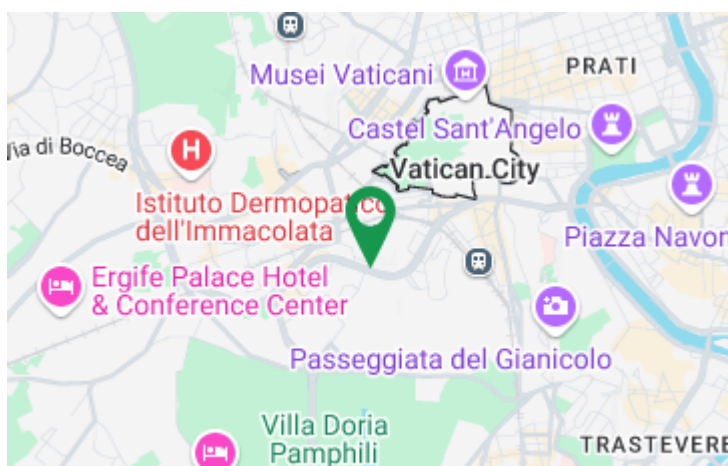 Musei Vaticani
PRATI
Castel Sant'Angelo
Via di Boccea
H
Vatican City
Istituto Dermopatico
dell'Immacolata
Piazza Navon
Ergife Palace Hotel
& Conference Center
Passeggiata del Gianicolo
Villa Doria
Pamphili
TRASTEVERE